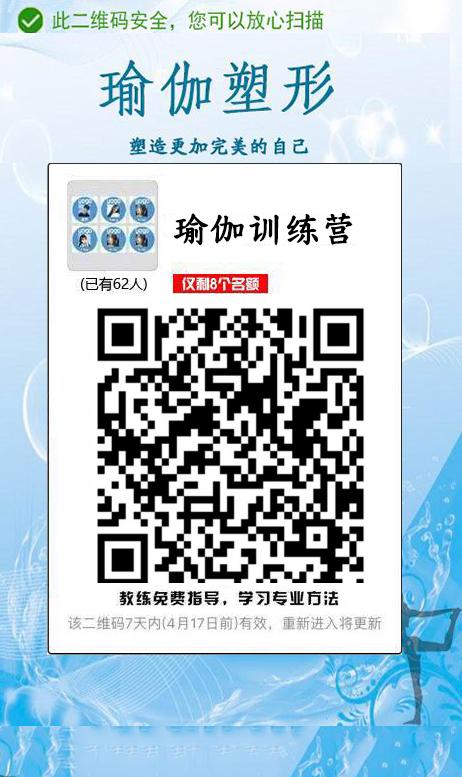 此二维码安全，您可以放心扫描
瑜伽塑形
塑造更加完美的自己
瑜伽训练营
(已有62人)
仅剩8个名额
教练免费指导，学习专业方法
该二维码7天内(4月17日前)有效，重新进入将更新